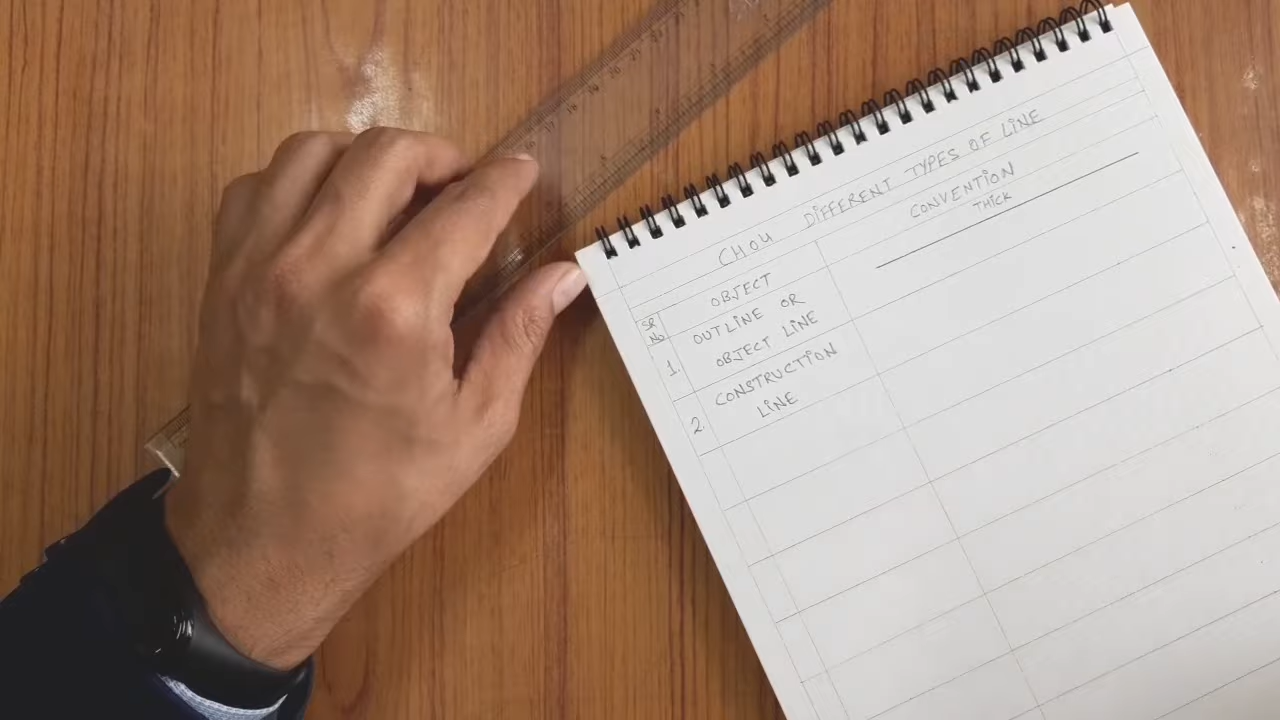 CHOU DIFFERENT TYPES OF LINE
SR No
OBJECT
CONVENTION
1. OUTLINE OR
OBJECT LINE
THICK
2. CONSTRUCTION
LINE